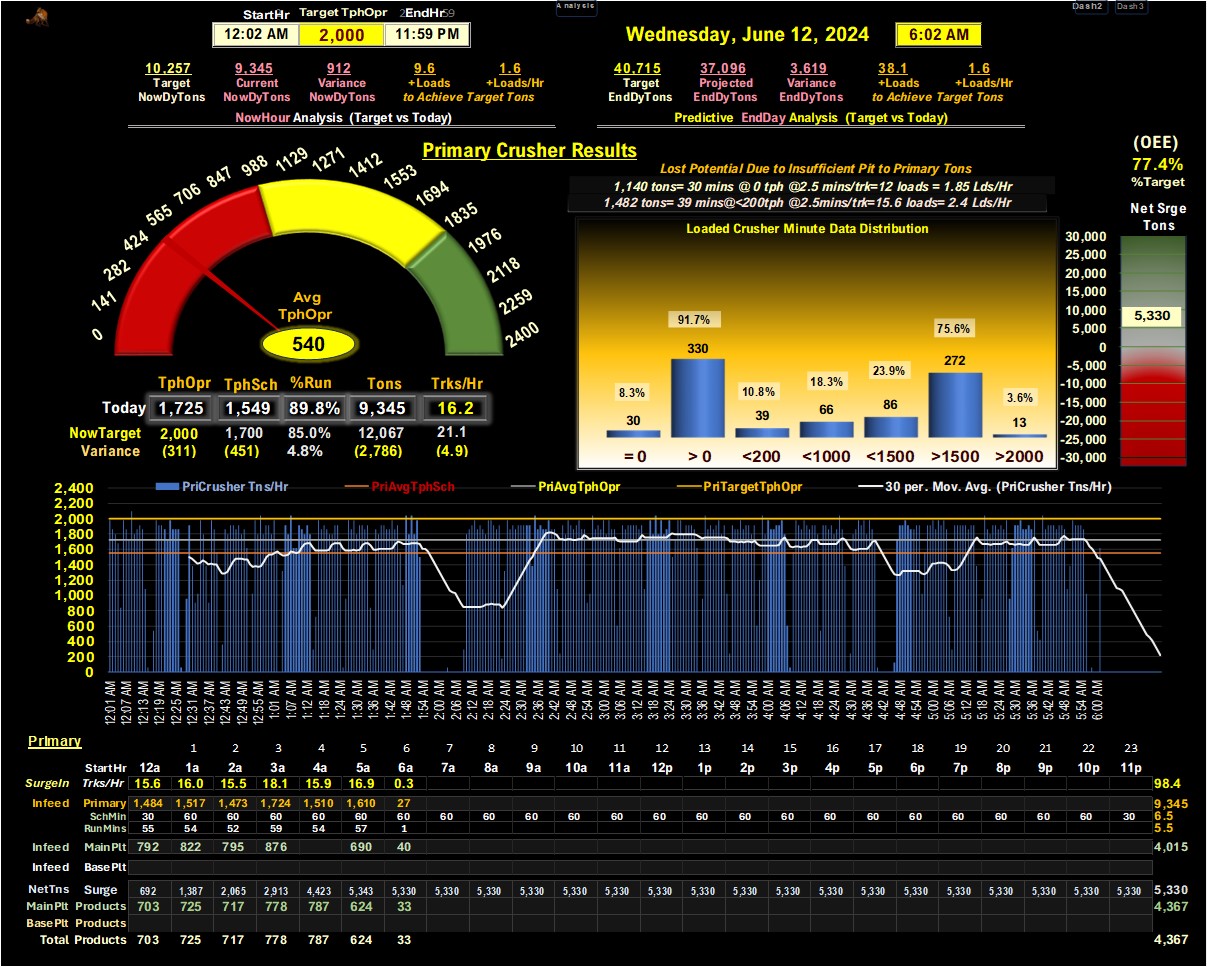 Analysis
Dash2 Dash3
StartHr Target TphOpr EndHr
12:02 AM 2,000 11:59 PM
Wednesday, June 12, 2024 6:02 AM
10,257 9,345 912 9.6 1.6
Target Current Variance +Loads +Loads/Hr
NowDyTons NowDyTons NowDyTons to Achieve Target Tons
NowHour Analysis (Target vs Today)
40,715 37,096 3,619 38.1 1.6
Target Projected Variance +Loads +Loads/Hr
EndDyTons EndDyTons EndDyTons to Achieve Target Tons
Predictive EndDay Analysis (Target vs Today)
Primary Crusher Results
(OEE)
77.4%
%Target
Lost Potential Due to Insufficient Pit to Primary Tons
1,140 tons= 30 mins @ 0 tph @2.5 mins/trk=12 loads = 1.85 Lds/Hr
1,482 tons= 39 mins@<200tph @2.5mins/trk=15.6 loads= 2.4 Lds/Hr
0 141 282 424 565 706 847 988 1129 1271 1412 1553 1694 1835 1976 2118 2259 2400
Avg
TphOpr
540
Loaded Crusher Minute Data Distribution
8.3% 91.7% 10.8% 18.3% 23.9% 75.6% 3.6%
30 330 39 66 86 272 13
= 0 > 0 <200 <1000 <1500 >1500 >2000
Net Srge
Tons
30,000
25,000
20,000
15,000
10,000
5,000
0
-5,000
-10,000
-15,000
-20,000
-25,000
-30,000
5,330
TphOpr TphSch %Run Tons Trks/Hr
Today 1,725 1,549 89.8% 9,345 16.2
NowTarget 2,000 1,700 85.0% 12,067 21.1
Variance (311) (451) 4.8% (2,786) (4.9)
PriCrusher Tns/Hr PriAvgTphSch PriAvgTphOpr PriTargetTphOpr 30 per. Mov. Avg. (PriCrusher Tns/Hr)
2,400
2,200
2,000
1,800
1,600
1,400
1,200
1,000
800
600
400
200
0
12:01 AM 12:07 AM 12:13 AM 12:19 AM 12:25 AM 12:31 AM 12:37 AM 12:43 AM 12:49 AM 12:55 AM 1:01 AM 1:07 AM 1:12 AM 1:18 AM 1:24 AM 1:30 AM 1:36 AM 1:42 AM 1:48 AM 1:54 AM 2:00 AM 2:06 AM 2:12 AM 2:18 AM 2:24 AM 2:30 AM 2:36 AM 2:42 AM 2:48 AM 2:54 AM 3:00 AM 3:06 AM 3:12 AM 3:18 AM 3:24 AM 3:30 AM 3:36 AM 3:42 AM 3:48 AM 3:54 AM 4:00 AM 4:06 AM 4:12 AM 4:18 AM 4:24 AM 4:30 AM 4:36 AM 4:42 AM 4:48 AM 4:54 AM 5:00 AM 5:06 AM 5:12 AM 5:18 AM 5:24 AM 5:30 AM 5:36 AM 5:42 AM 5:48 AM 5:54 AM 6:00 AM
Primary
1 2 3 4 5 6 7 8 9 10 11 12 13 14 15 16 17 18 19 20 21 22 23
StartHr 12a 1a 2a 3a 4a 5a 6a 7a 8a 9a 10a 11a 12p 1p 2p 3p 4p 5p 6p 7p 8p 9p 10p 11p
SurgeIn Trks/Hr 15.6 16.0 15.5 18.1 15.9 16.9 0.3 98.4
Infeed Primary 1,484 1,517 1,473 1,724 1,510 1,610 27 9,345
SchMin 30 60 60 60 60 60 60 60 60 60 60 60 60 60 60 60 60 60 60 60 60 60 60 30 6.5
RunMins 55 54 52 59 54 57 1 5.5
Infeed MainPlt 792 822 795 876 690 40 4,015
Infeed BasePlt
NetTns Surge 692 1,387 2,065 2,913 4,423 5,343 5,330 5,330 5,330 5,330 5,330 5,330 5,330 5,330 5,330 5,330 5,330 5,330 5,330 5,330 5,330 5,330 5,330 5,330 5,330
MainPlt Products 703 725 717 778 787 624 33 4,367
BasePlt Products
Total Products 703 725 717 778 787 624 33 4,367